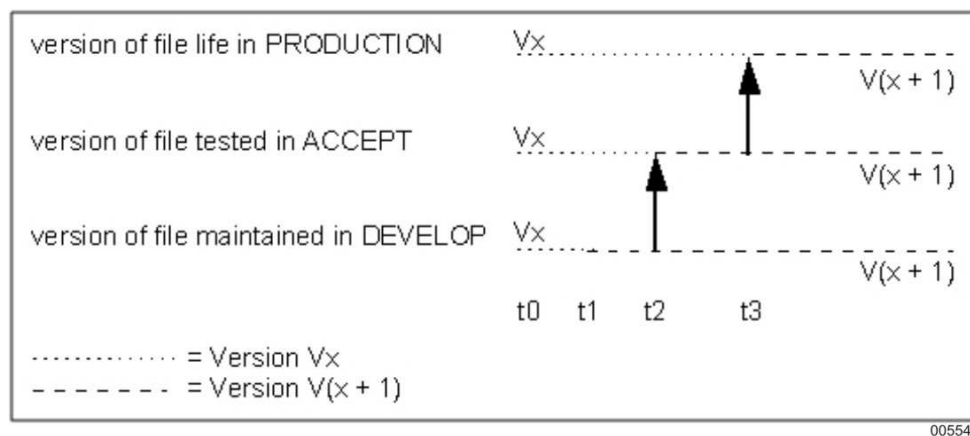 version of file life in PRODUCTION Vx
V(x + 1)
version of file tested in ACCEPT Vx
V(x + 1)
version of file maintained in DEVELOP Vx
V(x + 1)
t0 t1 t2 t3
= Version Vx
= Version V(x + 1)
00554